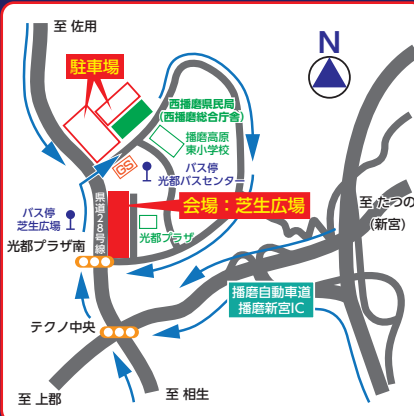 至 佐用
N
駐車場
西播磨県民局
(西播磨総合庁舎)
播磨高原
東小学校
GS
バス停
光都バスセンター
県道28号線
会場：芝生広場
至 たつの
(新宮)
バス停
芝生広場
光都プラザ
光都プラザ南
播磨自動車道
播磨新宮IC
テクノ中央
至 上郡
至 相生